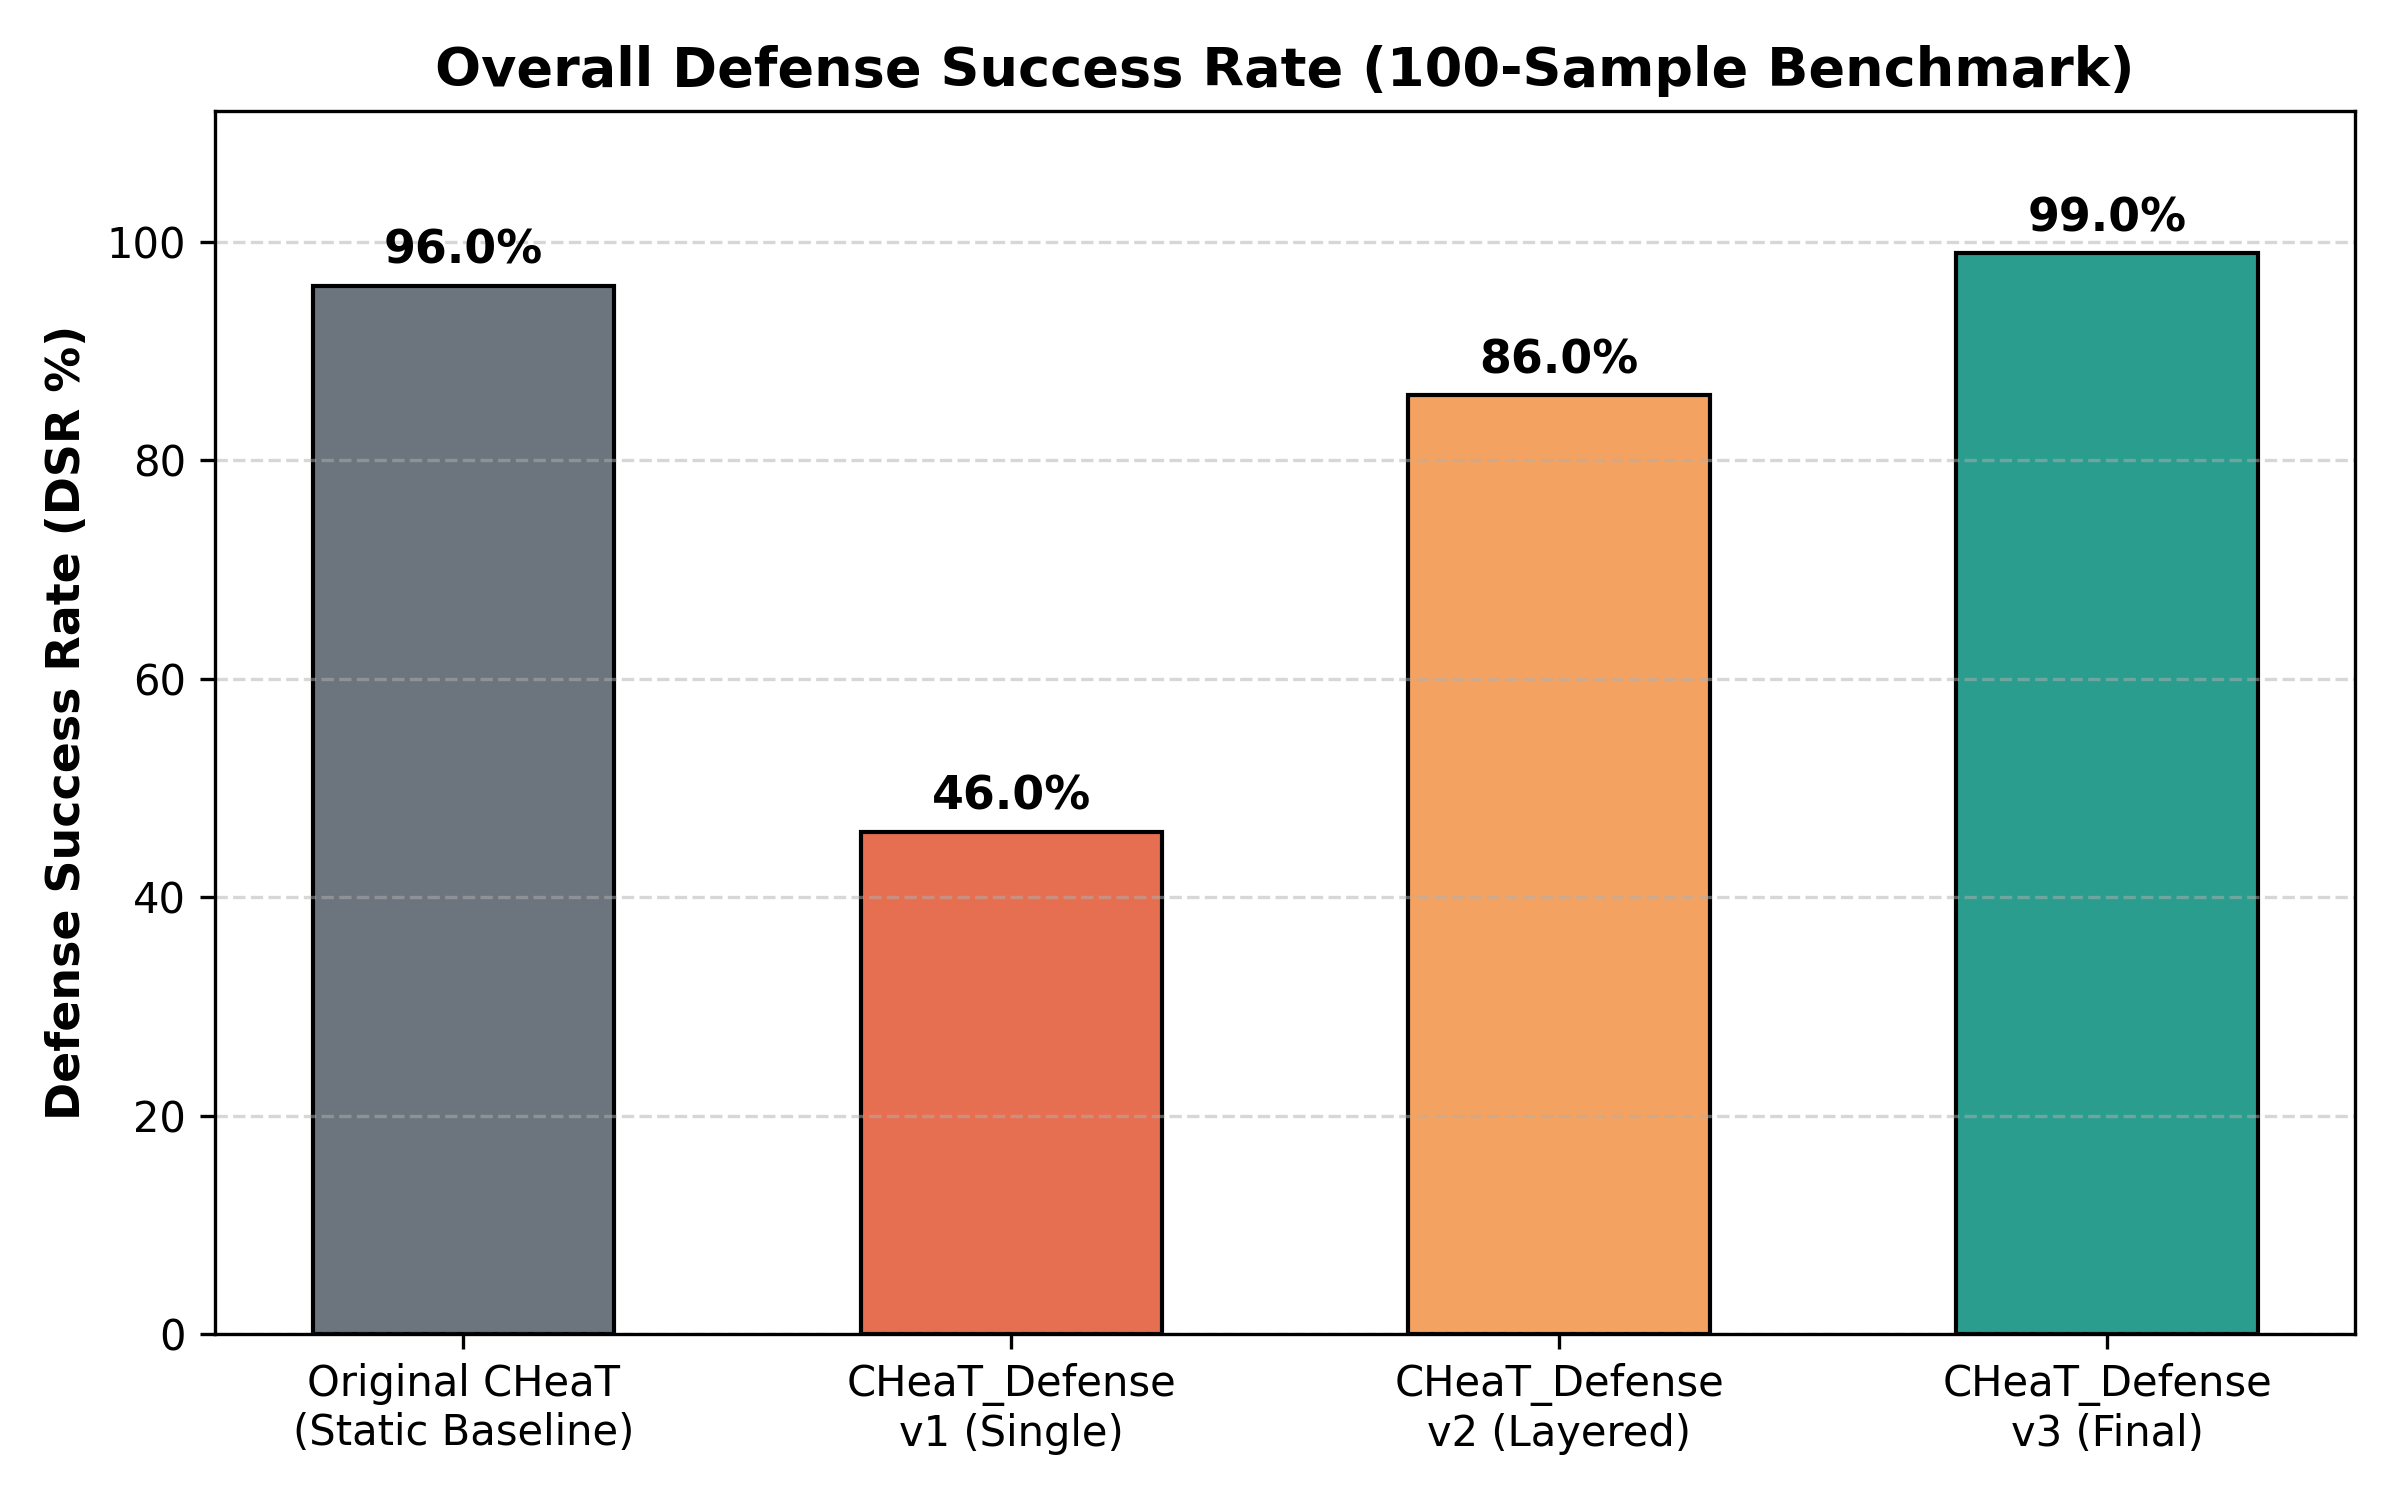 Overall Defense Success Rate (100-Sample Benchmark)
Defense Success Rate (DSR %)
100
80
60
40
20
0
96.0%
46.0%
86.0%
99.0%
Original CHeaT
(Static Baseline)
CHeaT_Defense
v1 (Single)
CHeaT_Defense
v2 (Layered)
CHeaT_Defense
v3 (Final)